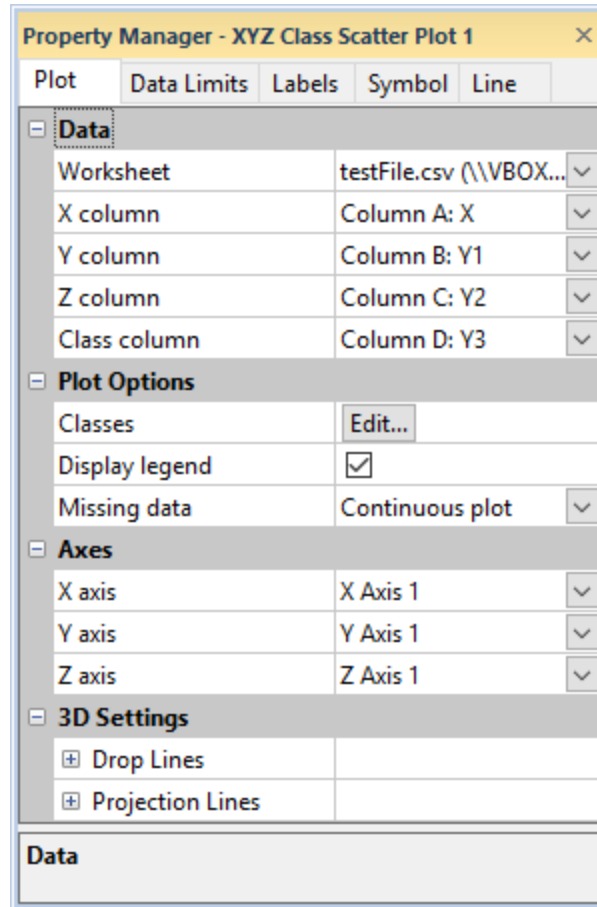 Property Manager - XYZ Class Scatter Plot 1
Plot Data Limits Labels Symbol Line
Data
Worksheet testFile.csv (\\VBOX...
X column Column A: X
Y column Column B: Y1
Z column Column C: Y2
Class column Column D: Y3
Plot Options
Classes Edit...
Display legend
Missing data Continuous plot
Axes
X axis X Axis 1
Y axis Y Axis 1
Z axis Z Axis 1
3D Settings
Drop Lines
Projection Lines
Data